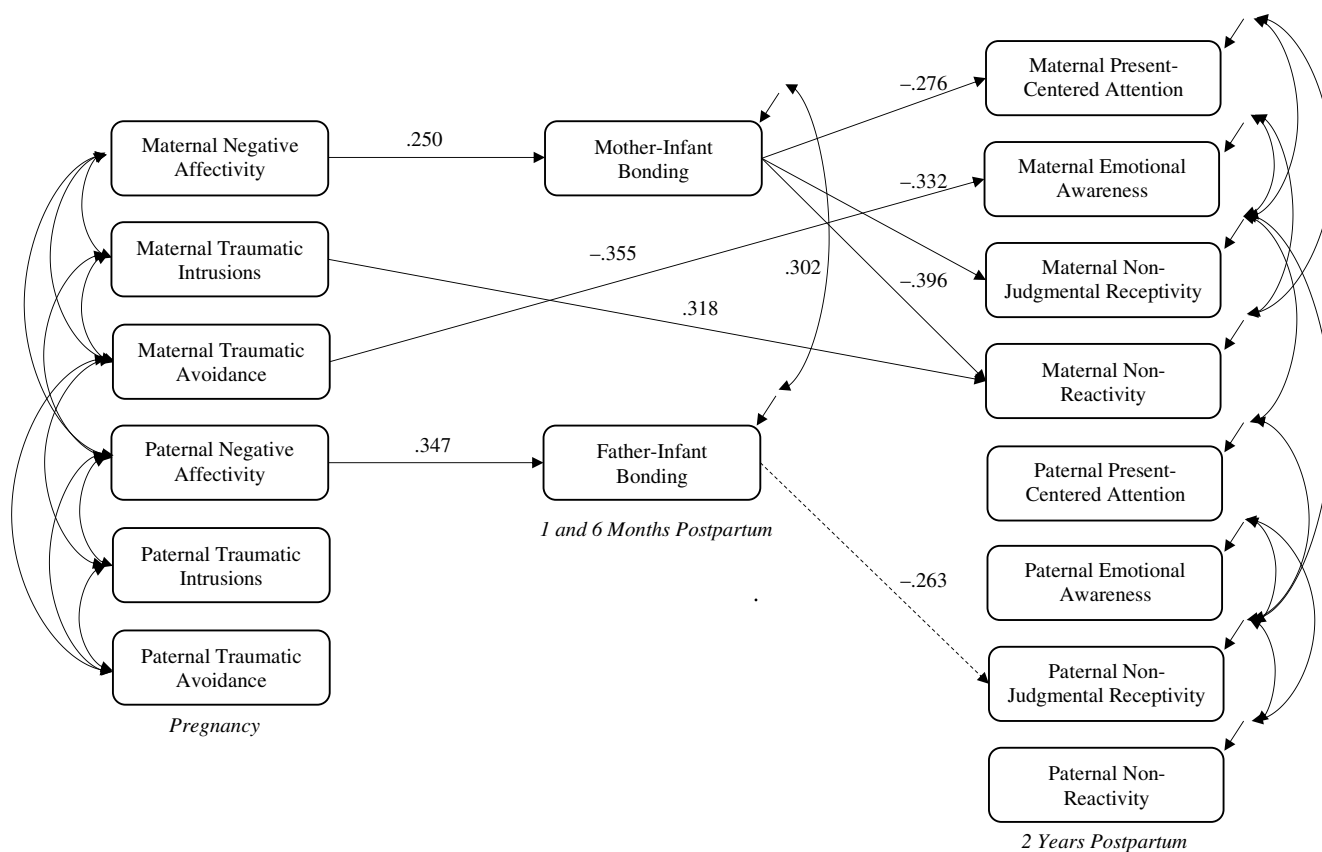 Maternal Present-
Centered Attention
–.276
Maternal Negative
Affectivity
.250
Mother-Infant
Bonding
Maternal Emotional
Awareness
–.332
Maternal Traumatic
Intrusions
–.355
.302
Maternal Non-
Judgmental Receptivity
–.396
.318
Maternal Traumatic
Avoidance
Maternal Non-
Reactivity
Paternal Negative
Affectivity
.347
Father-Infant
Bonding
Paternal Present-
Centered Attention
1 and 6 Months Postpartum
Paternal Traumatic
Intrusions
Paternal Emotional
Awareness
–.263
.
Paternal Traumatic
Avoidance
Paternal Non-
Judgmental Receptivity
Pregnancy
Paternal Non-
Reactivity
2 Years Postpartum